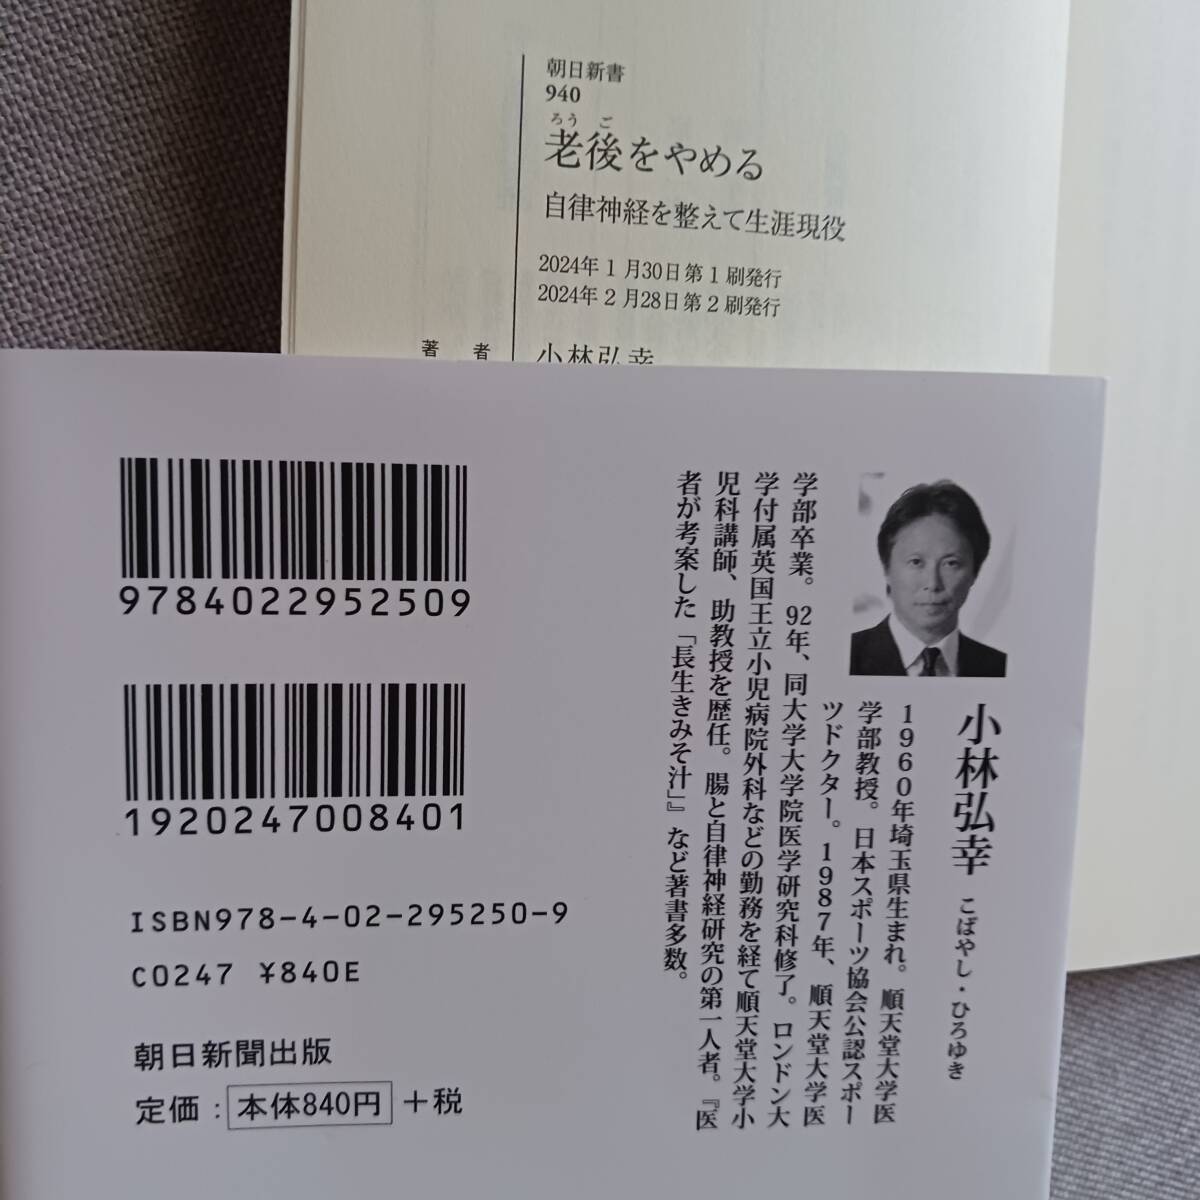 朝日新書
940
ろうご
老後をやめる
自律神経を整えて生涯現役
2024年1月30日第1刷発行
2024年2月28日第2刷発行
著者
小林弘幸
9784022952509
1920247008401
ISBN978-4-02-295250-9
C0247 ¥840E
朝日新聞出版
定価：本体840円＋税
小林弘幸 こばやし・ひろゆき
1960年埼玉県生まれ。順天堂大学医
学部教授。日本スポーツ協会公認スポー
ツドクター。1987年、順天堂大学医
学部卒業。92年、同大学大学院医学研究科修了。ロンドン大
学付属英国王立小児病院外科などの勤務を経て順天堂大学小
児科講師、助教授を歴任。腸と自律神経研究の第一人者。『医
者が考案した「長生きみそ汁」』など著書多数。